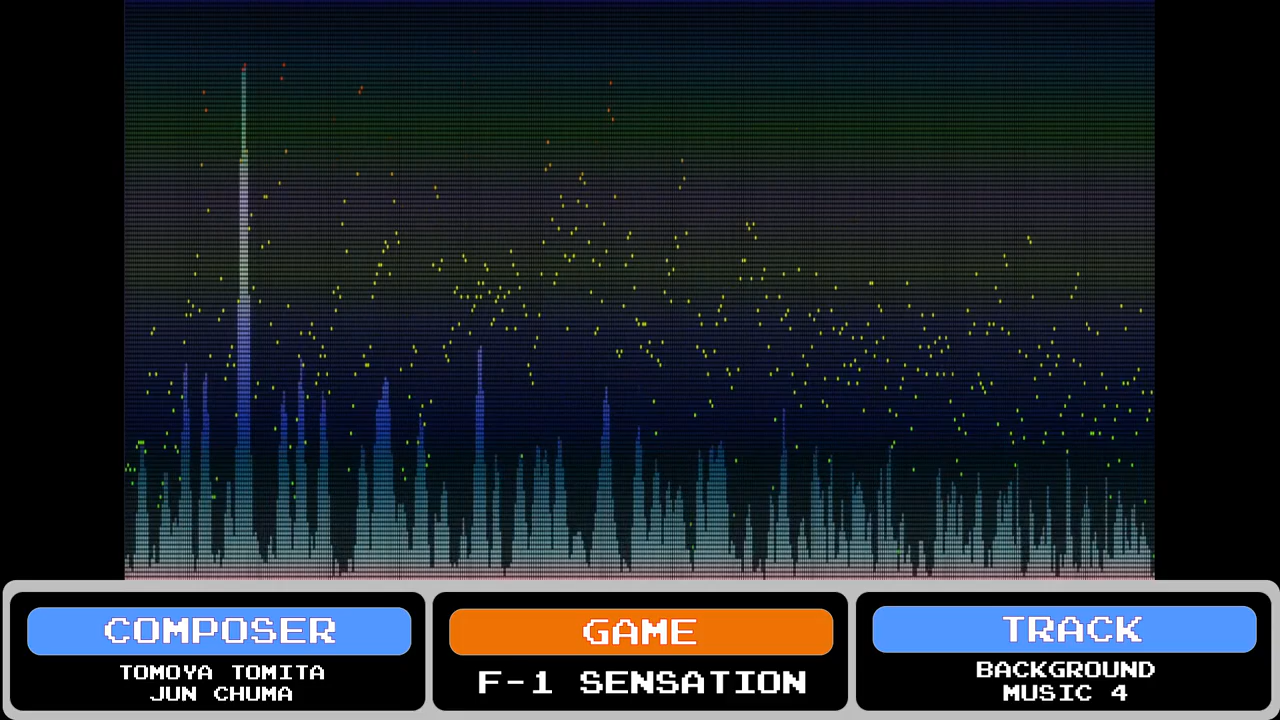 COMPOSER
TOMOYA TOMITA
JUN CHUMA
GAME
F-1 SENSATION
TRACK
BACKGROUND
MUSIC 4